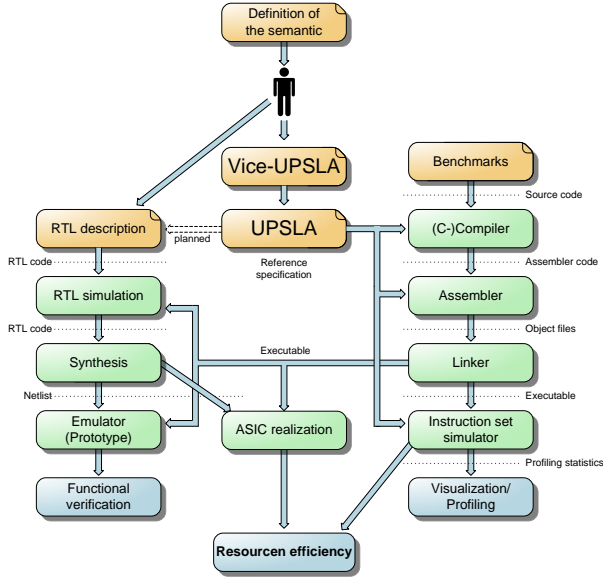 Definition of
the semantic
Vice-UPSLA
Benchmarks
Source code
RTL description
planned
UPSLA
(C-)Compiler
Reference
specification
RTL code
Assembler code
RTL simulation
Assembler
RTL code
Object files
Synthesis
Executable
Linker
Netlist
Executable
Emulator
(Prototype)
ASIC realization
Instruction set
simulator
Profiling statistics
Functional
verification
Visualization/
Profiling
Resourcen efficiency